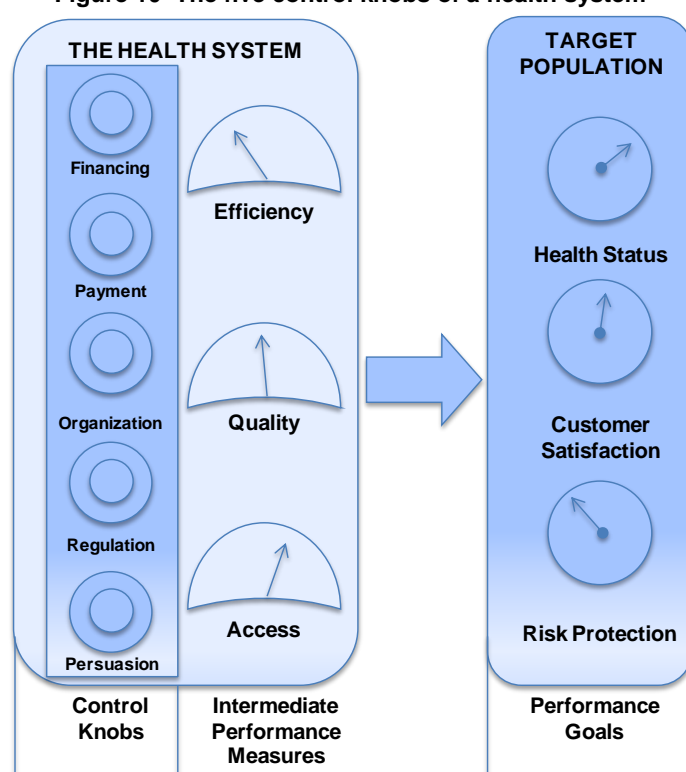 Figure 10 The five control knobs of a health system
THE HEALTH SYSTEM
Financing
Payment
Organization
Regulation
Persuasion
Efficiency
Quality
Access
TARGET
POPULATION
Health Status
Customer
Satisfaction
Risk Protection
Control
Knobs
Intermediate
Performance
Measures
Performance
Goals